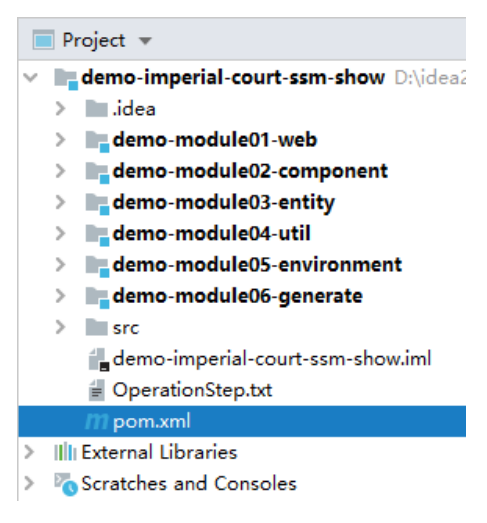 Project
demo-imperial-court-ssm-show D:\idea2
.idea
demo-module01-web
demo-module02-component
demo-module03-entity
demo-module04-util
demo-module05-environment
demo-module06-generate
src
demo-imperial-court-ssm-show.iml
OperationStep.txt
pom.xml
External Libraries
Scratches and Consoles